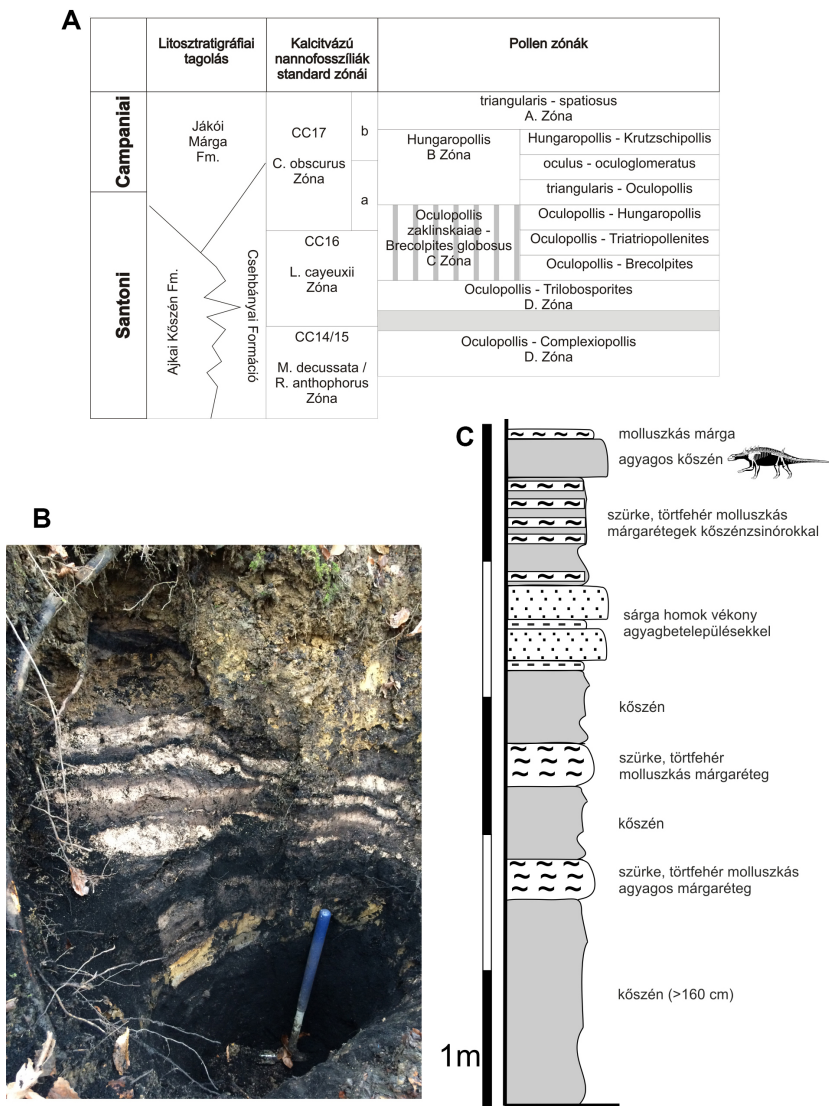 A
Litosztratigráfiai
tagolás
Kalcitvázú
nannofosszíliák
standard zónái
Pollen zónák
Campaniai
Santoni
Jákói
Márga
Fm.
Ajkai Kőszén Fm.
Csehbányai Formáció
CC17
C. obscurus
Zóna
b
a
CC16
L. cayeuxii
Zóna
CC14/15
M. decussata /
R. anthophorus
Zóna
triangularis - spatiosus
A. Zóna
Hungaropollis
B Zóna
Hungaropollis - Krutzschipollis
oculus - oculoglomeratus
triangularis - Oculopollis
Oculopollis
zaklinskaiae -
Brecolpites globosus
C Zóna
Oculopollis - Hungaropollis
Oculopollis - Triatriopollenites
Oculopollis - Brecolpites
Oculopollis - Trilobosporites
D. Zóna
Oculopollis - Complexiopollis
D. Zóna
B
C
molluszkás márga
agyagos kőszén
szürke, törtfehér molluszkás
márgarétegek kőszénzsinórokkal
sárga homok vékony
agyagbetelepülésekkel
kőszén
szürke, törtfehér
molluszkás márgaréteg
kőszén
szürke, törtfehér molluszkás
agyagos márgaréteg
kőszén (>160 cm)
1m